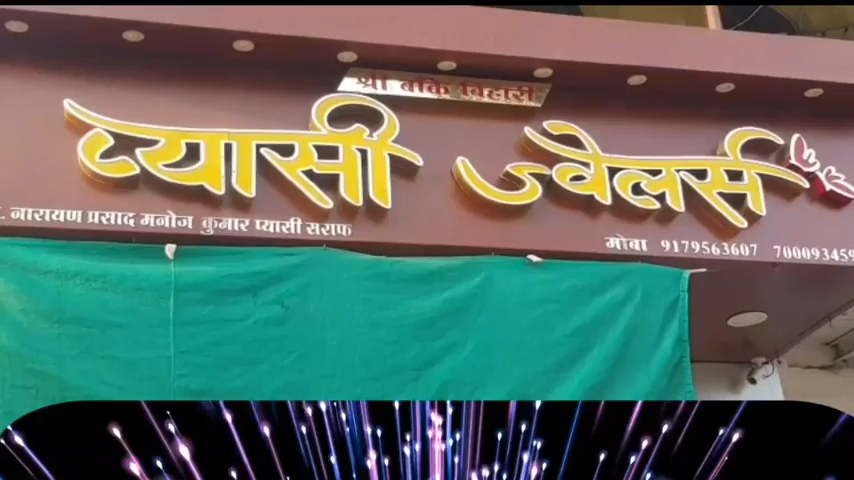 श्री बांके बिहारी
प्यासी ज्वेलर्स
नारायण प्रसाद मनोज कुमार प्यासी सराफ
मोबा 9179563607